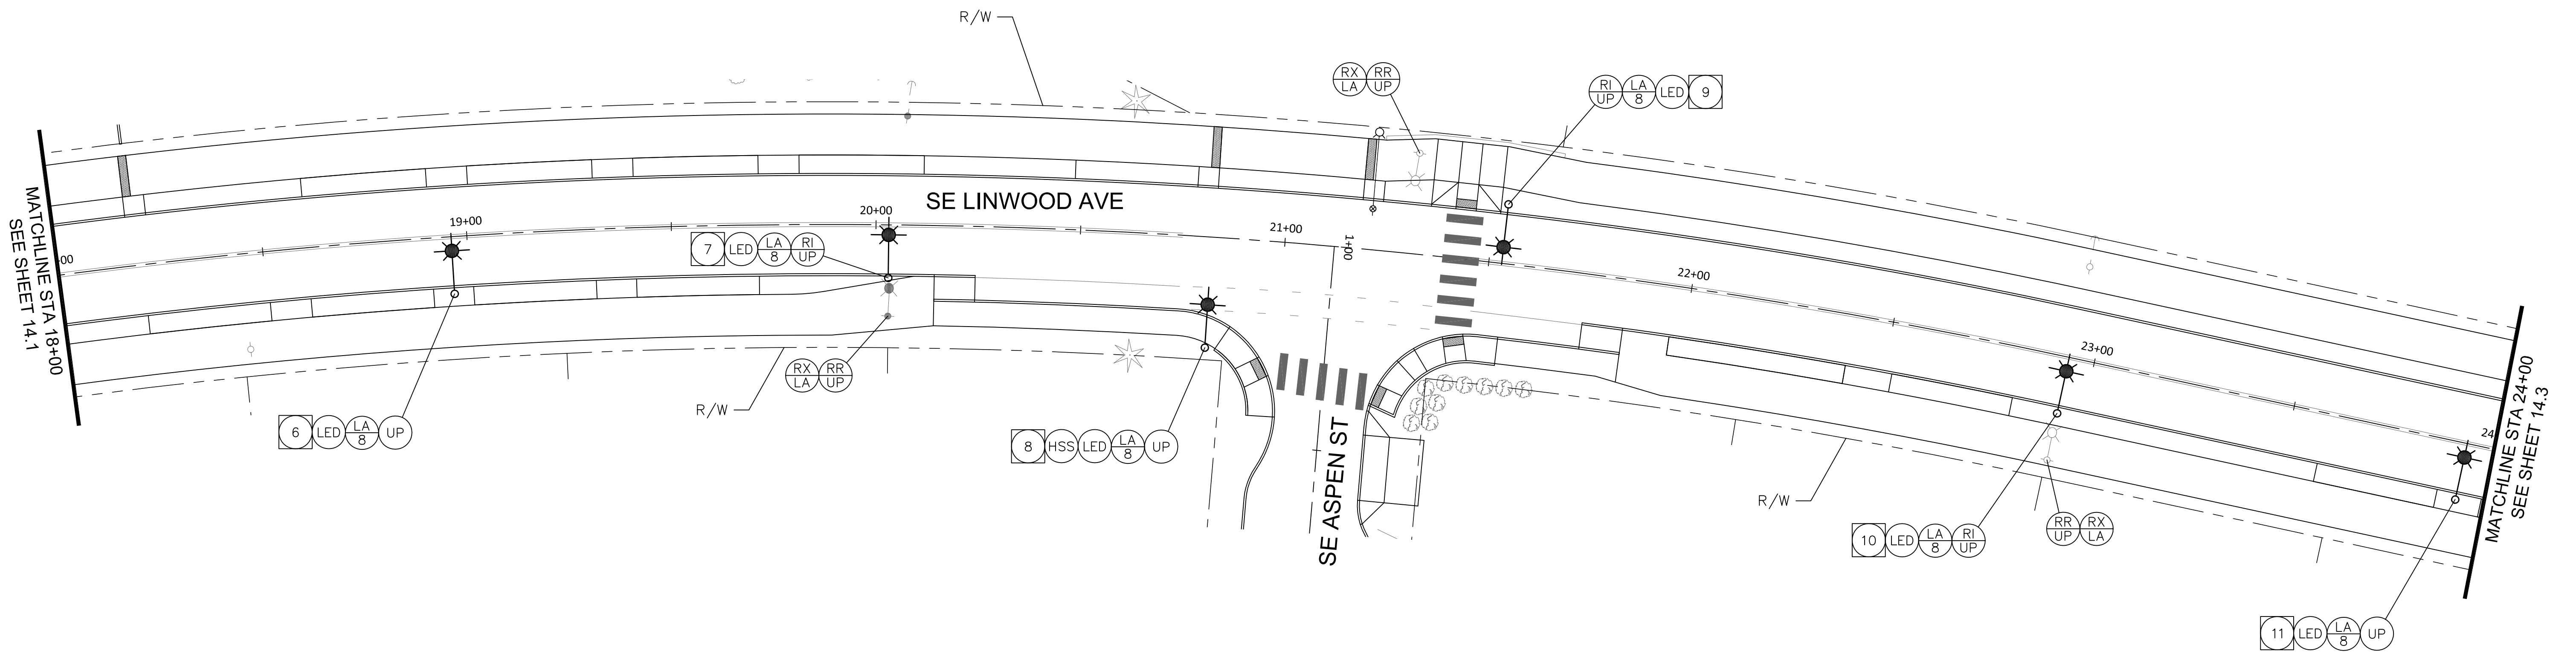 R/W
RX RR
LA UP
RI LA LED 9
UP 8
MATCHLINE STA 18+00
SEE SHEET 14.1
00
19+00
20+00
SE LINWOOD AVE
21+00
1+00
22+00
23+00
24
7 LED LA RI
8 UP
RX RR
LA UP
R/W
6 LED LA UP
8
8 HSS LED LA UP
8
SE ASPEN ST
R/W
10 LED LA RI
8 UP
RR RX
UP LA
MATCHLINE STA 24+00
SEE SHEET 14.3
11 LED LA UP
8